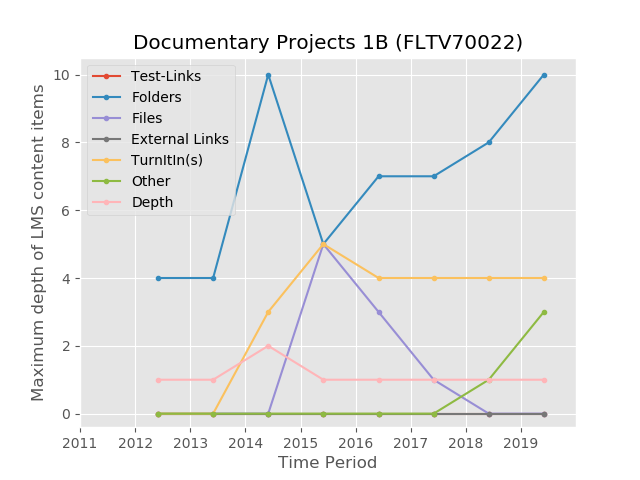 Documentary Projects 1B (FLTV70022)
Test-Links
Folders
Files
External Links
TurnItIn(s)
Other
Depth
Maximum depth of LMS content items
10
8
6
4
2
0
2011 2012 2013 2014 2015 2016 2017 2018 2019
Time Period